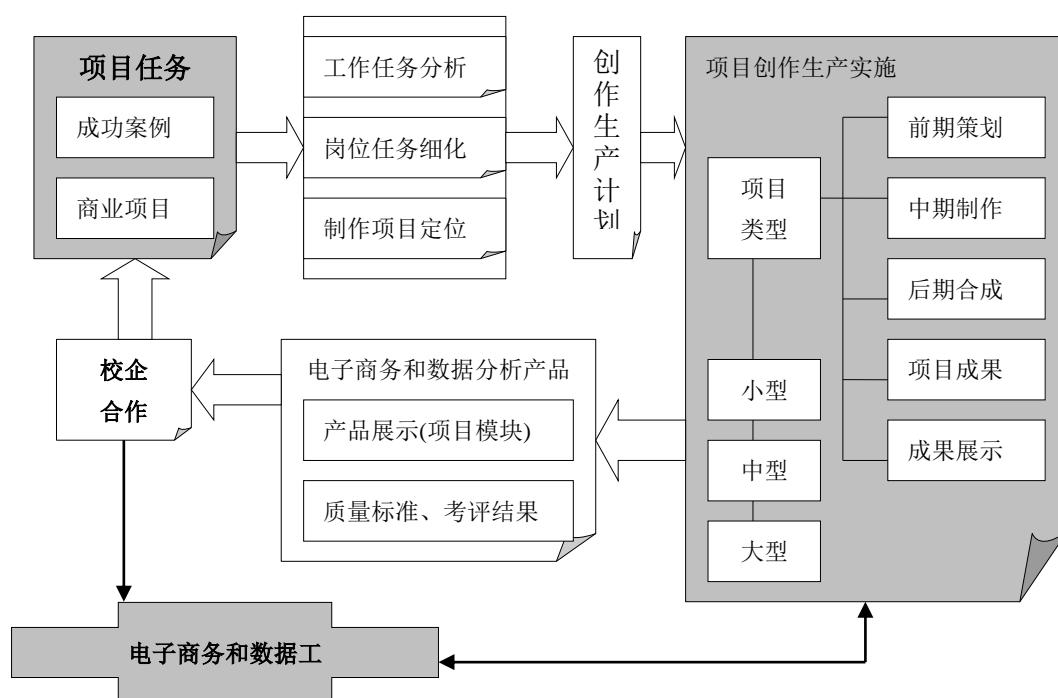 项目任务
成功案例
商业项目
工作任务分析
岗位任务细化
制作项目定位
创作生产计划
项目创作生产实施
项目
类型
小型
中型
大型
前期策划
中期制作
后期合成
项目成果
成果展示
电子商务和数据分析产品
产品展示(项目模块)
质量标准、考评结果
校企
合作
电子商务和数据工